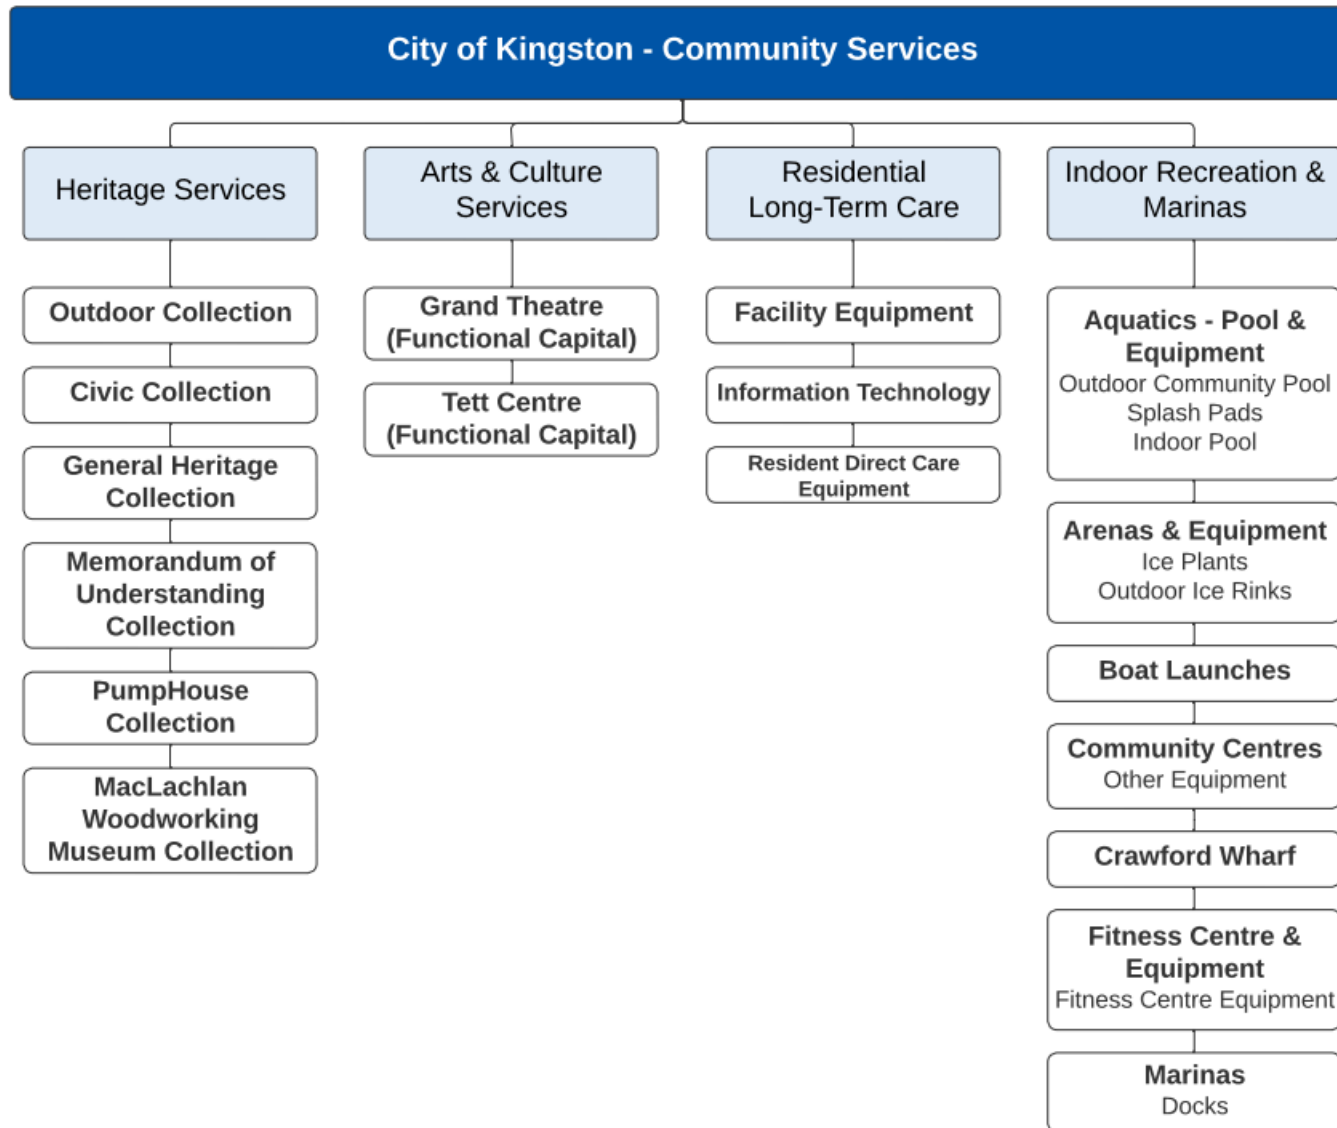 City of Kingston - Community Services
Heritage Services
Outdoor Collection
Civic Collection
General Heritage
Collection
Memorandum of
Understanding
Collection
PumpHouse
Collection
MacLachlan
Woodworking
Museum Collection
Arts & Culture
Services
Grand Theatre
(Functional Capital)
Tett Centre
(Functional Capital)
Residential
Long-Term Care
Facility Equipment
Information Technology
Resident Direct Care
Equipment
Indoor Recreation &
Marinas
Aquatics - Pool &
Equipment
Outdoor Community Pool
Splash Pads
Indoor Pool
Arenas & Equipment
Ice Plants
Outdoor Ice Rinks
Boat Launches
Community Centres
Other Equipment
Crawford Wharf
Fitness Centre &
Equipment
Fitness Centre Equipment
Marinas
Docks